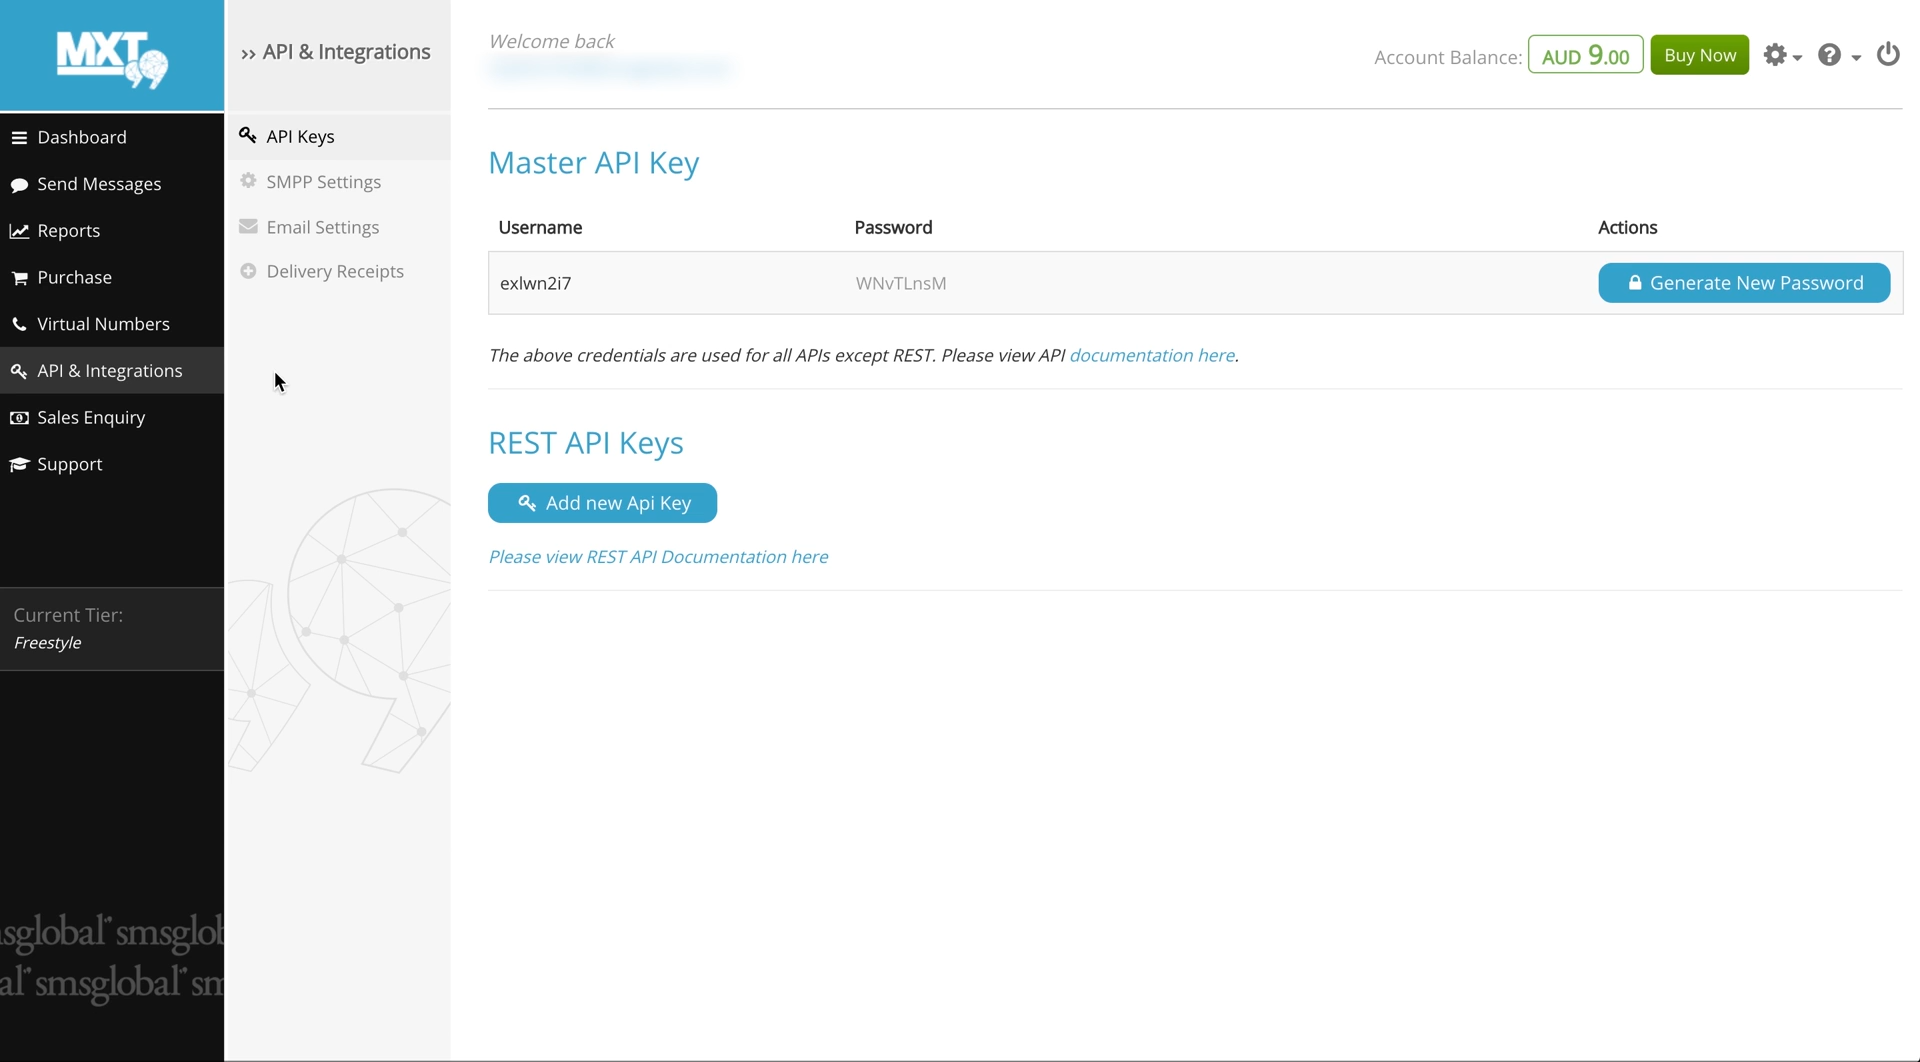 MXT
>> API & Integrations
Welcome back
Account Balance: AUD 9.00 Buy Now
Dashboard
Send Messages
Reports
Purchase
Virtual Numbers
API & Integrations
Sales Enquiry
Support
Current Tier:
Freestyle
smsglobal smsglob
al smsglobal sm
API Keys
SMPP Settings
Email Settings
Delivery Receipts
Master API Key
Username Password Actions
exlwn2i7 WNvTLnsM Generate New Password
The above credentials are used for all APIs except REST. Please view API documentation here.
REST API Keys
Add new Api Key
Please view REST API Documentation here